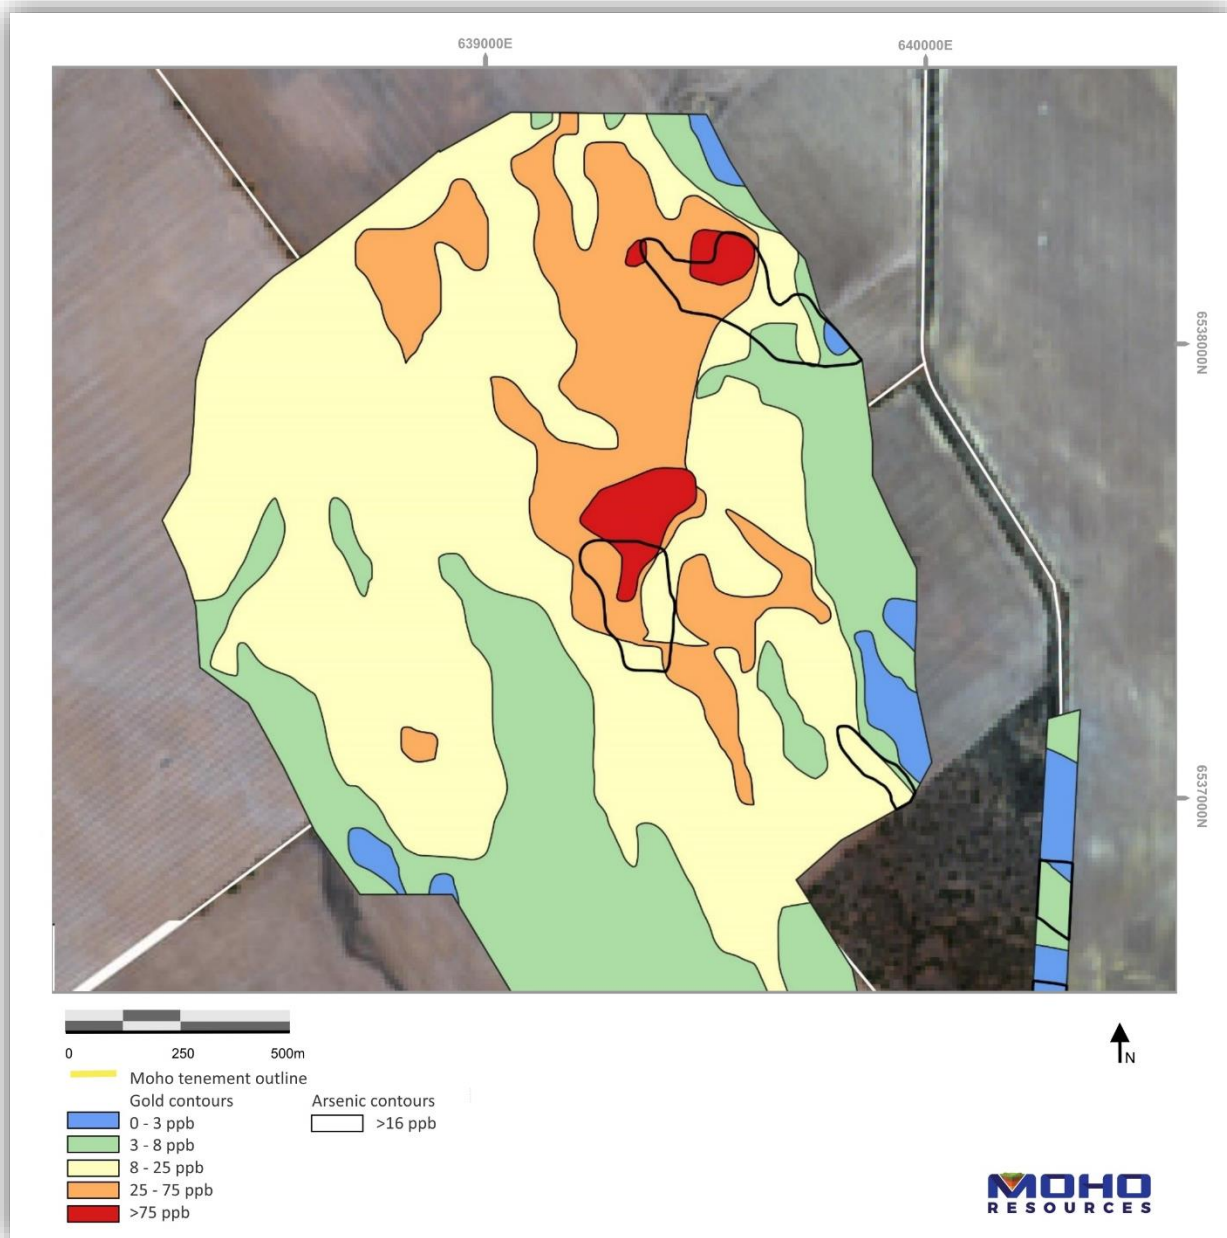 639000E
640000E
6538000N
6537000N
0 250 500m
N
Moho tenement outline
Gold contours
0 - 3 ppb
3 - 8 ppb
8 - 25 ppb
25 - 75 ppb
>75 ppb
Arsenic contours
>16 ppb
MOHO
RESOURCES